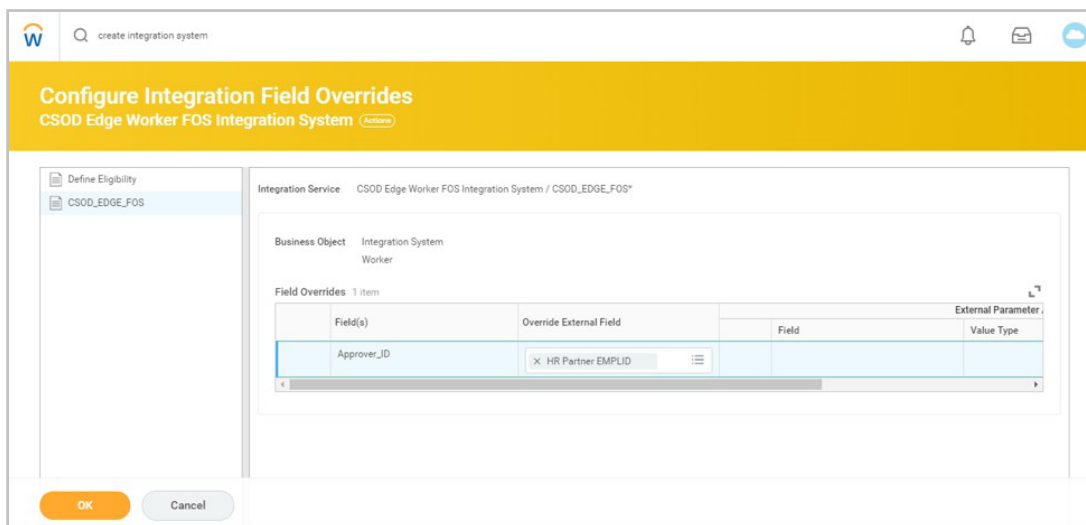 W
create integration system
Configure Integration Field Overrides
CSOD Edge Worker FOS Integration System Actions
Define Eligibility
CSOD_EDGE_FOS
Integration Service CSOD Edge Worker FOS Integration System / CSOD_EDGE_FOS*
Business Object Integration System
Worker
Field Overrides 1 item
External Parameter
Field(s) Override External Field Field Value Type
Approver_ID × HR Partner EMPLID
OK Cancel